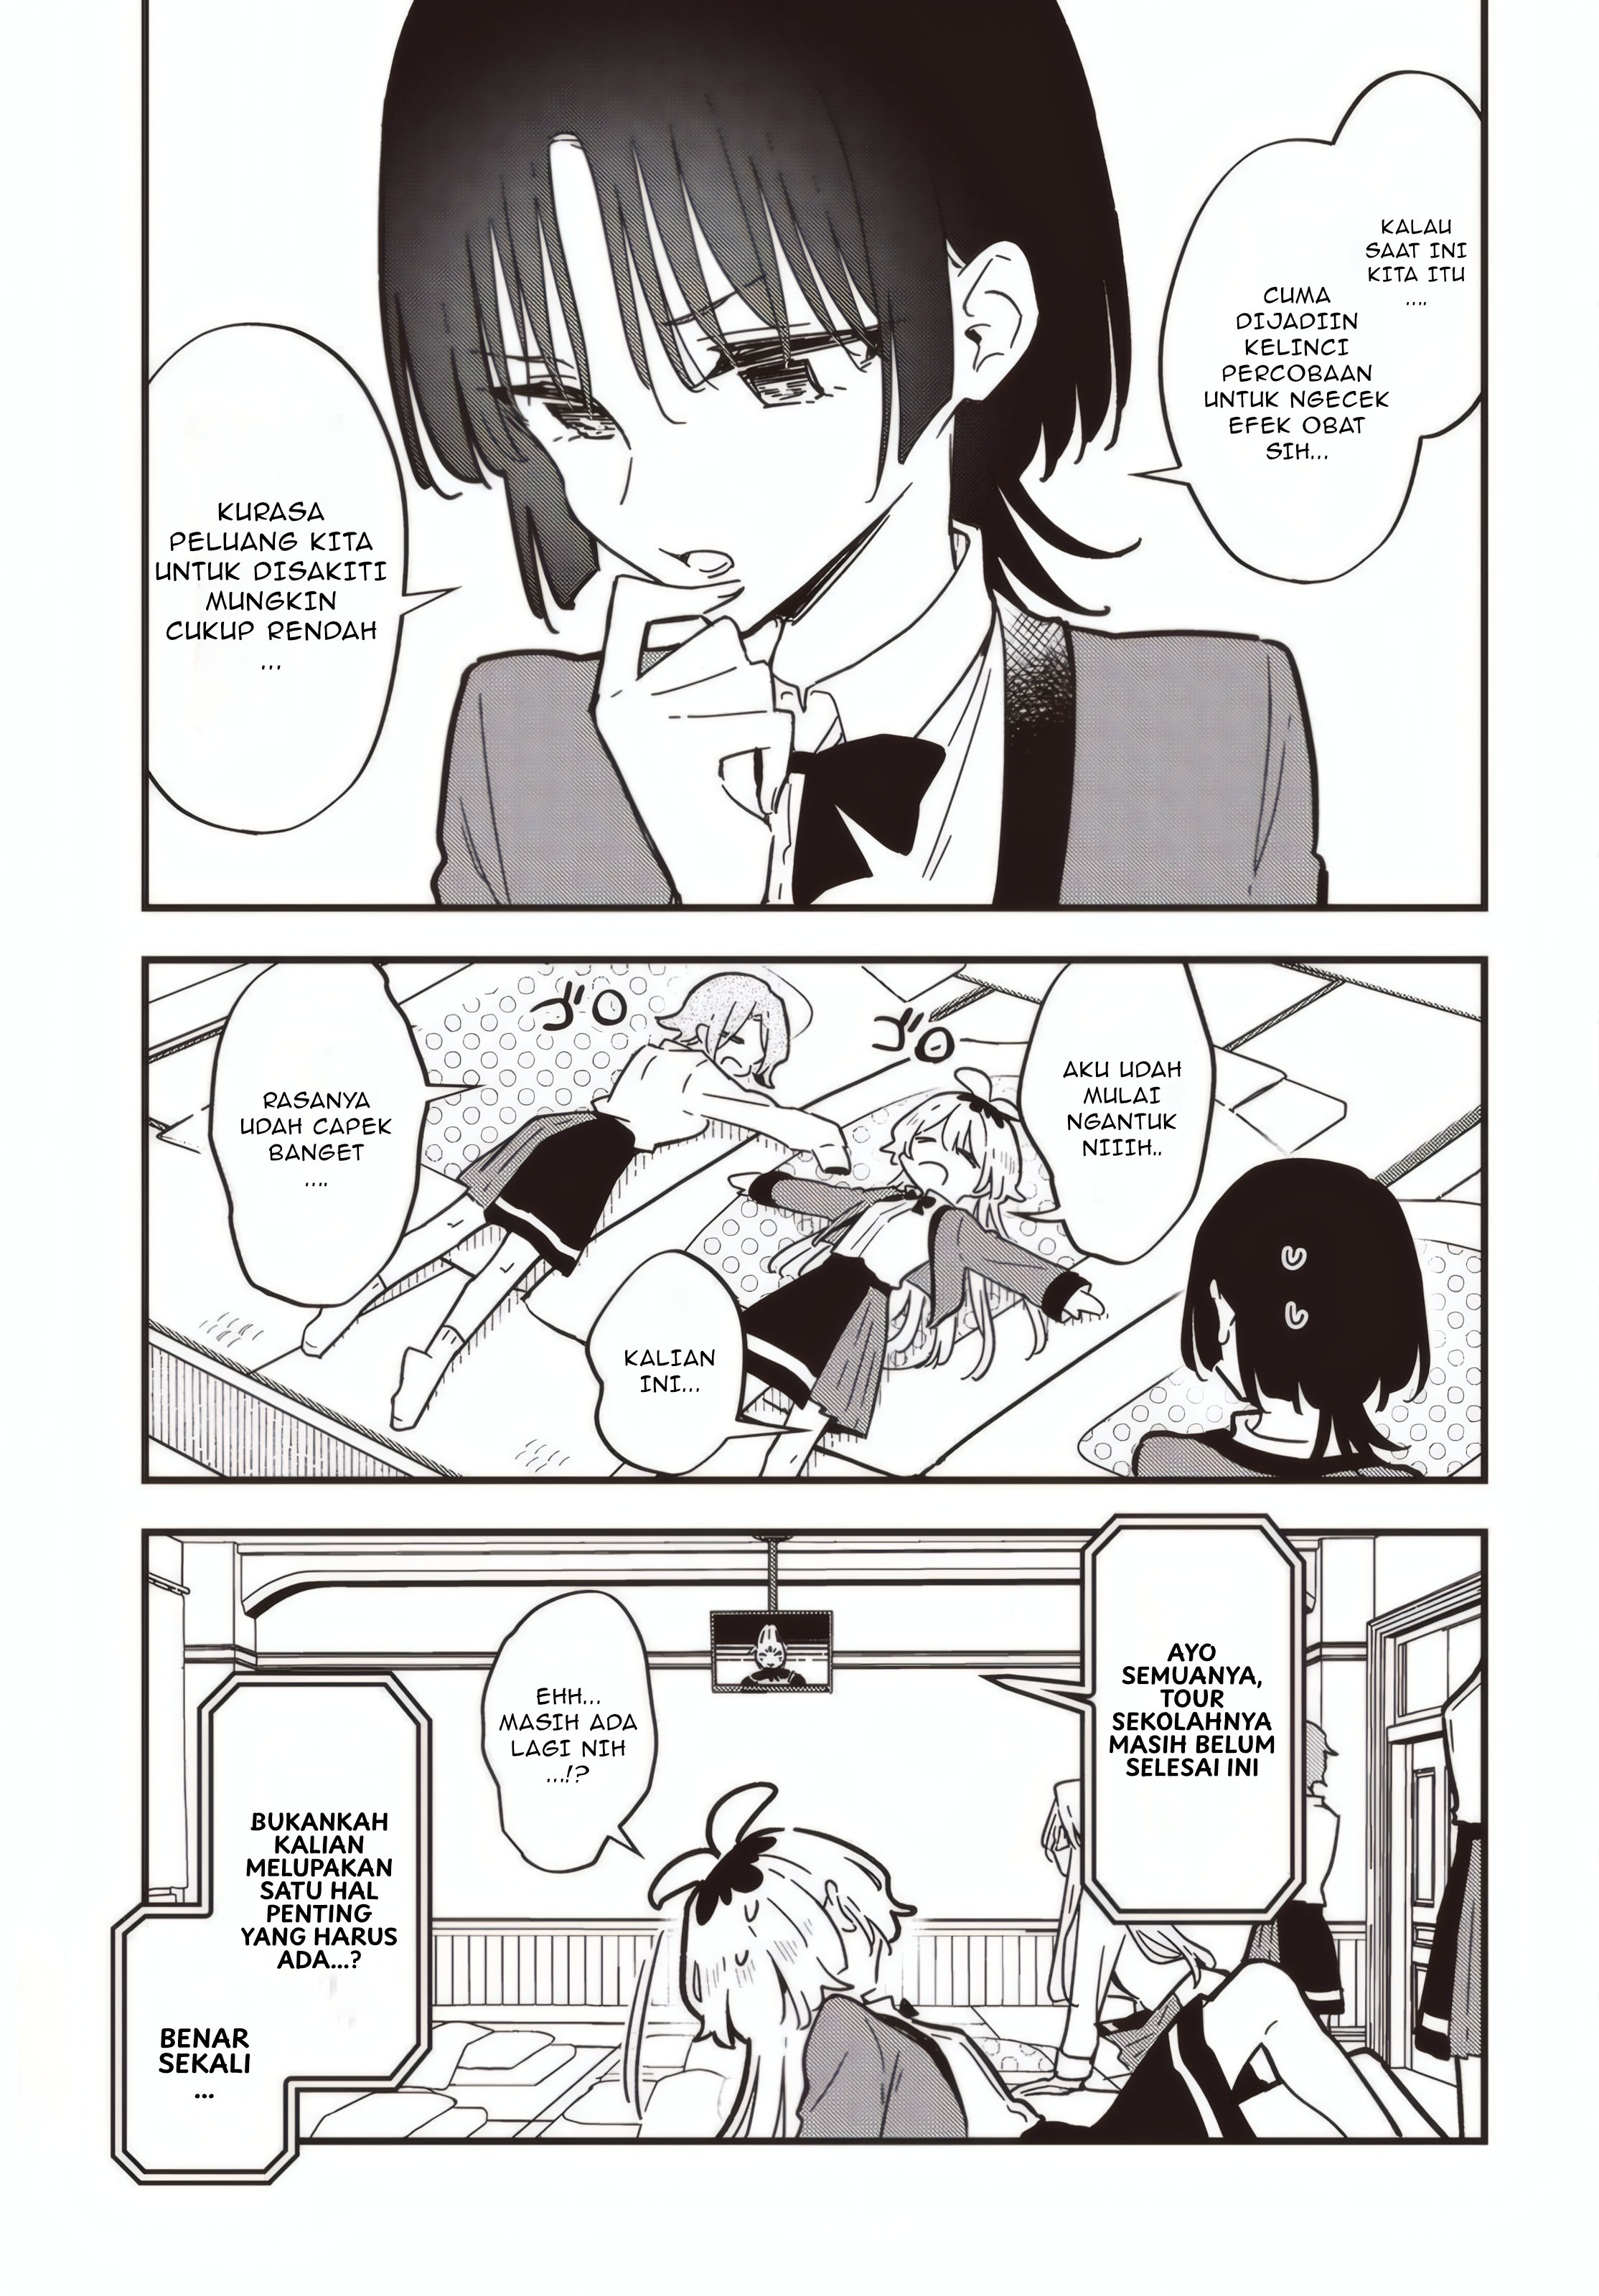 KALAU
SAAT INI
KITA ITU
....
CUMA
DIJADIIN
KELINCI
PERCOBAAN
UNTUK NGECEK
EFEK OBAT
SIH...
KURASA
PELUANG KITA
UNTUK DISAKITI
MUNGKIN
CUKUP RENDAH
...
AKU UDAH
MULAI
NGANTUK
NIIIH..
ゴロ
ゴロ
RASANYA
UDAH CAPEK
BANGET
....
KALIAN
INI...
AYO
SEMUANYA,
TOUR
SEKOLAHNYA
MASIH BELUM
SELESAI INI
EHH...
MASIH ADA
LAGI NIH
...!?
BUKANKAH
KALIAN
MELUPAKAN
SATU HAL
PENTING
YANG HARUS
ADA...?
BENAR
SEKALI
...